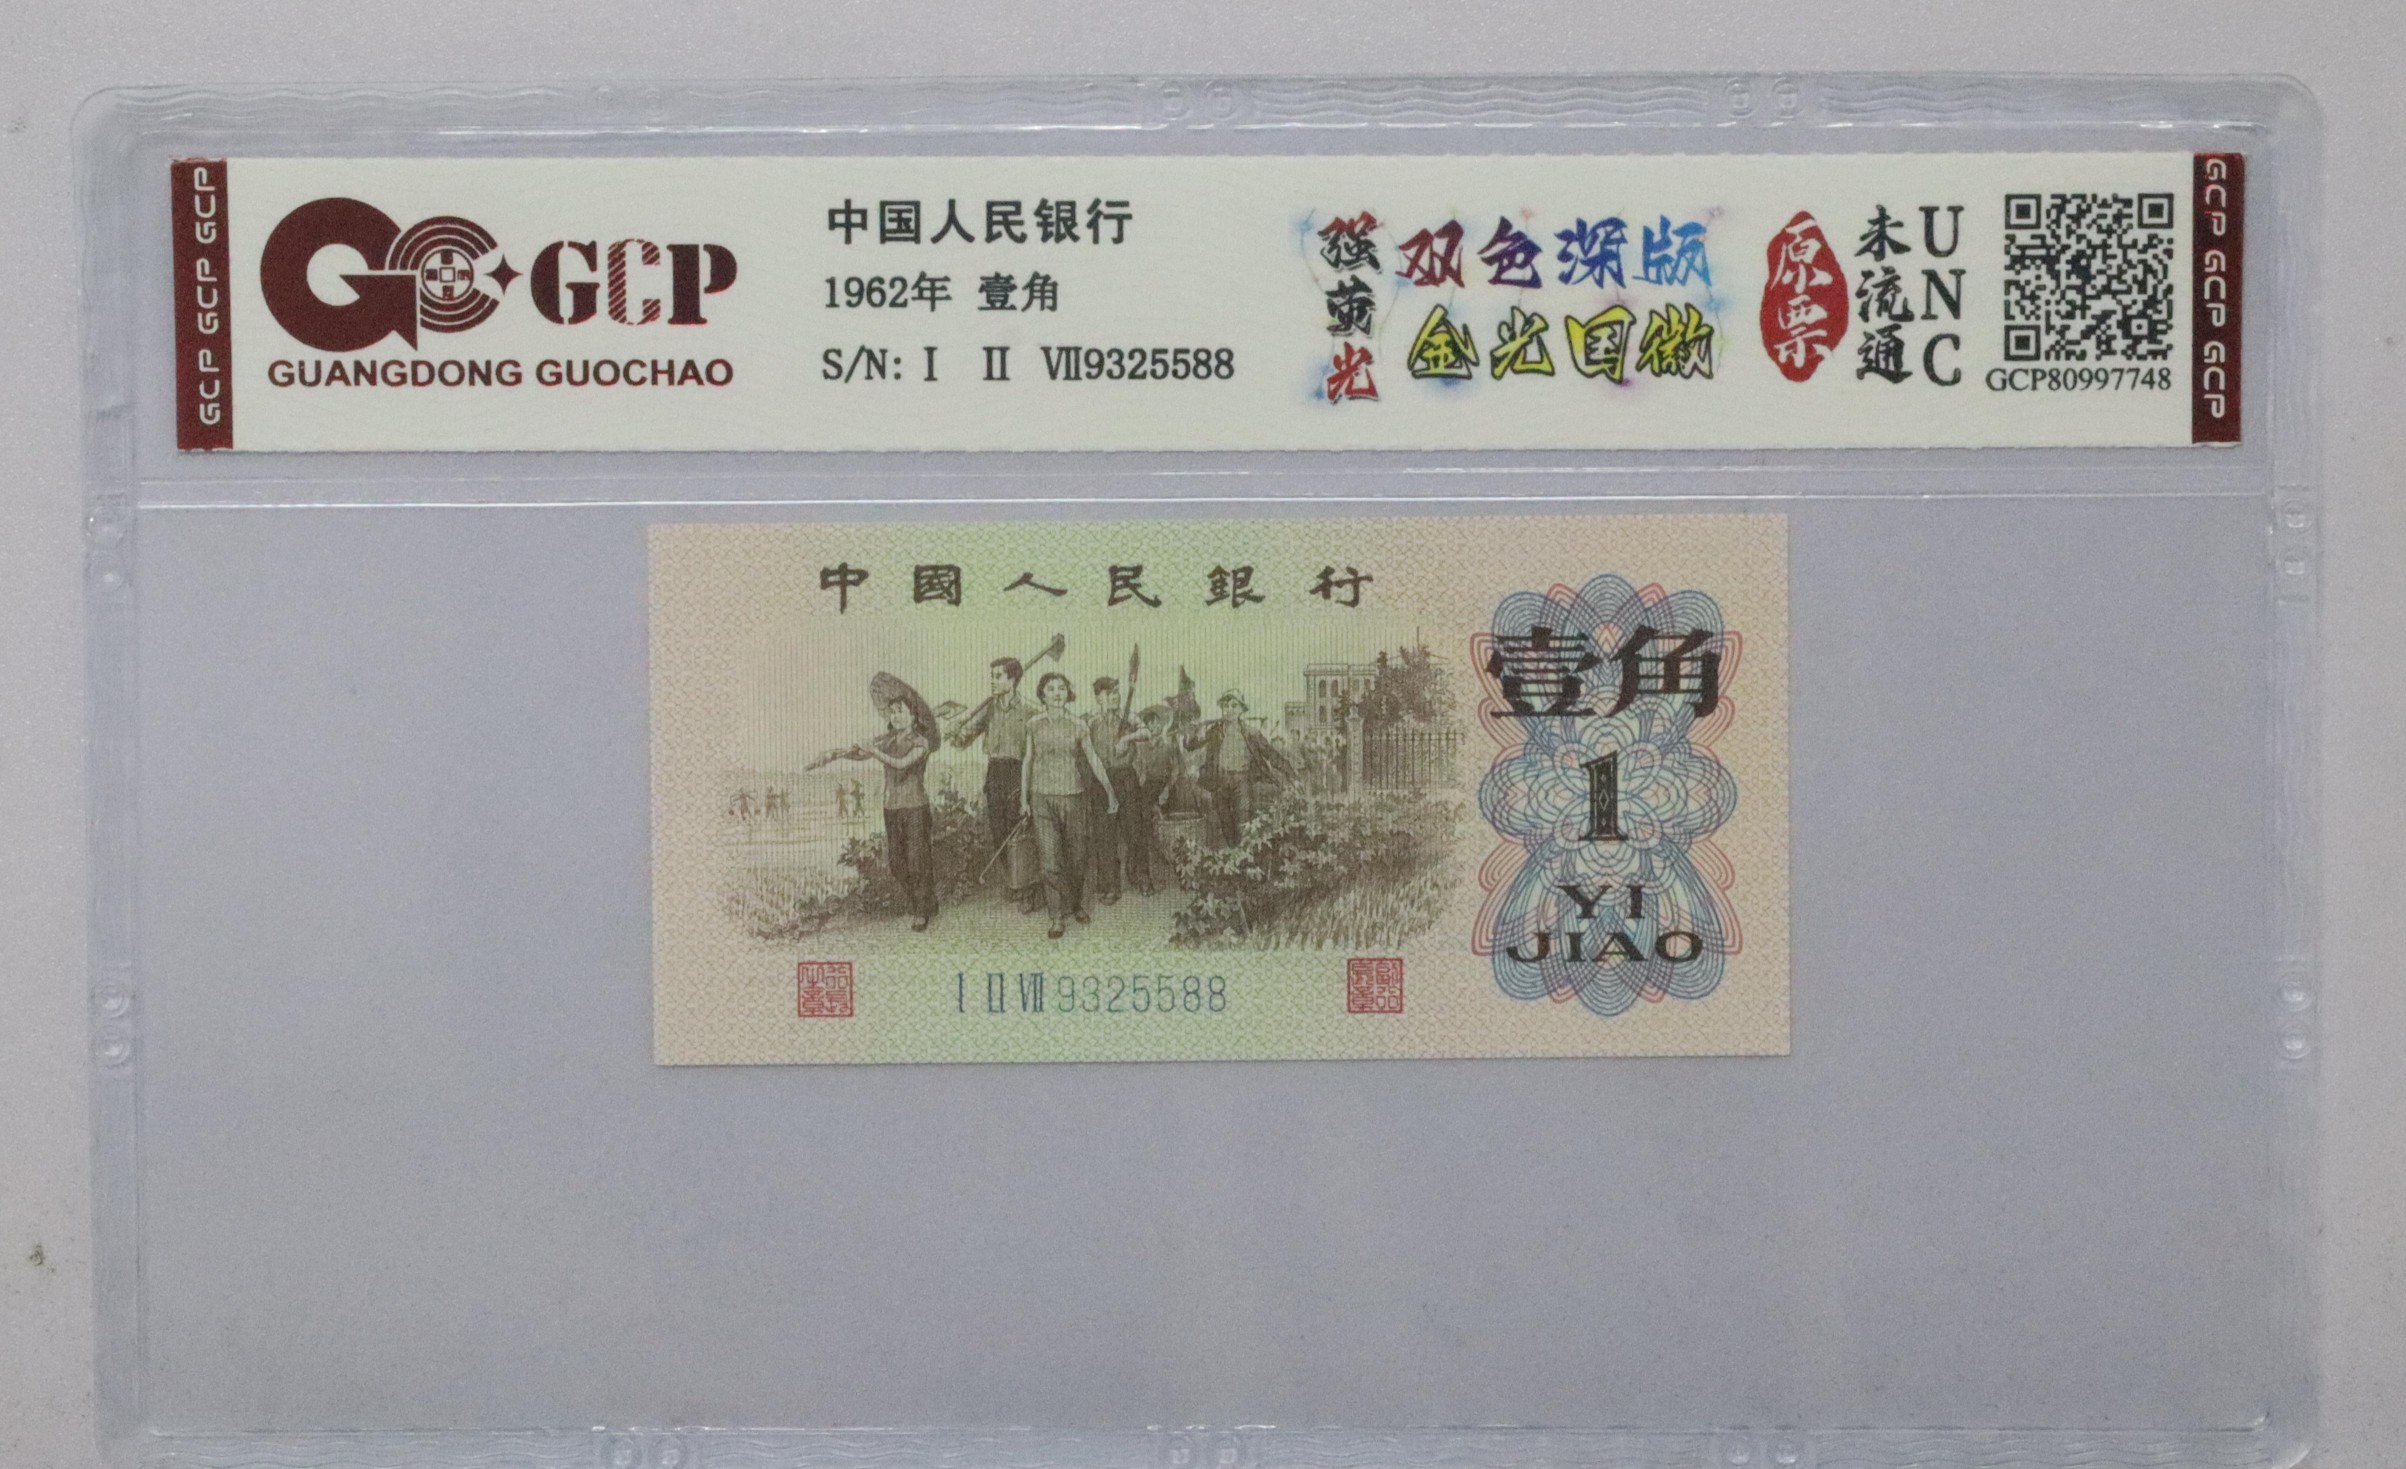 GCP GCP GCP
GCP
GUANGDONG GUOCHAO
中国人民银行
1962年 壹角
S/N: I II VII9325588
强荧光
双色深版
金光国徽
原票
未流通
UNC
GCP80997748
GCP GCP GCP
中國人民銀行
壹角
1
YI
JIAO
I II VII 9325588